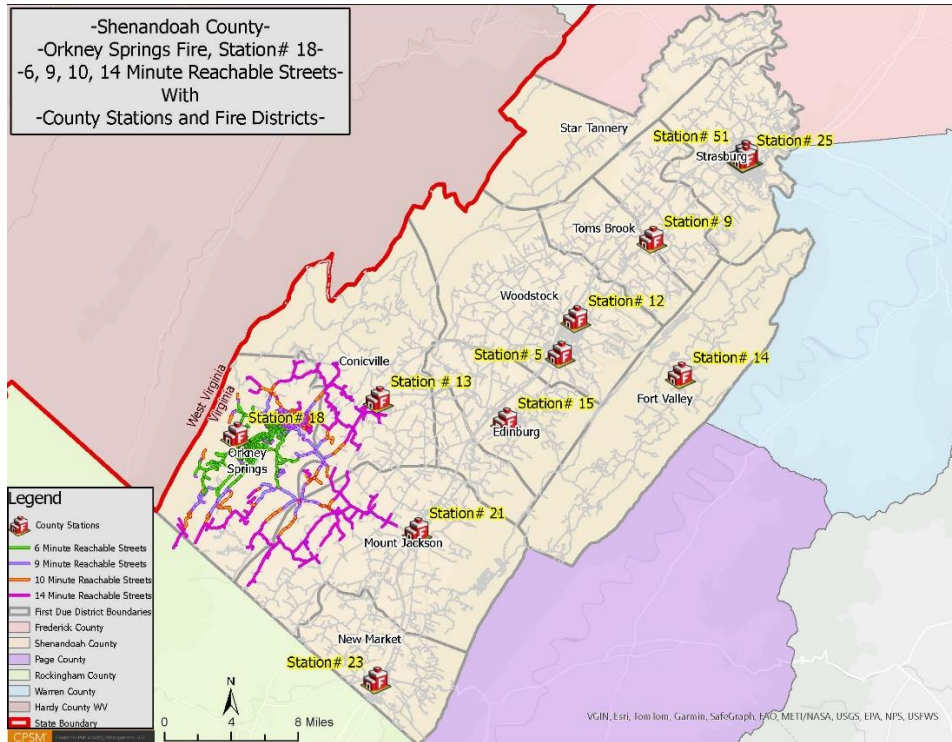 -Shenandoah County-
-Orkney Springs Fire, Station# 18-
-6, 9, 10, 14 Minute Reachable Streets-
With
-County Stations and Fire Districts-
Star Tannery
Station# 51
Station# 25
Strasburg
Station# 9
Toms Brook
Woodstock
Station# 12
Station# 5
Station# 14
Fort Valley
Conicville
Station # 13
Station# 15
Edinburg
West Virginia
Virginia
Station# 18
Orkney
Springs
Station# 21
Mount Jackson
New Market
Station# 23
Legend
County Stations
6 Minute Reachable Streets
9 Minute Reachable Streets
10 Minute Reachable Streets
14 Minute Reachable Streets
First Due District Boundaries
Frederick County
Shenandoah County
Page County
Rockingham County
Warren County
Hardy County WV
State Boundary
CPSM
N
0 4 8 Miles
VGIN, Esri, TomTom, Garmin, SafeGraph, FAO, METI/NASA, USGS, EPA, NPS, USFWS